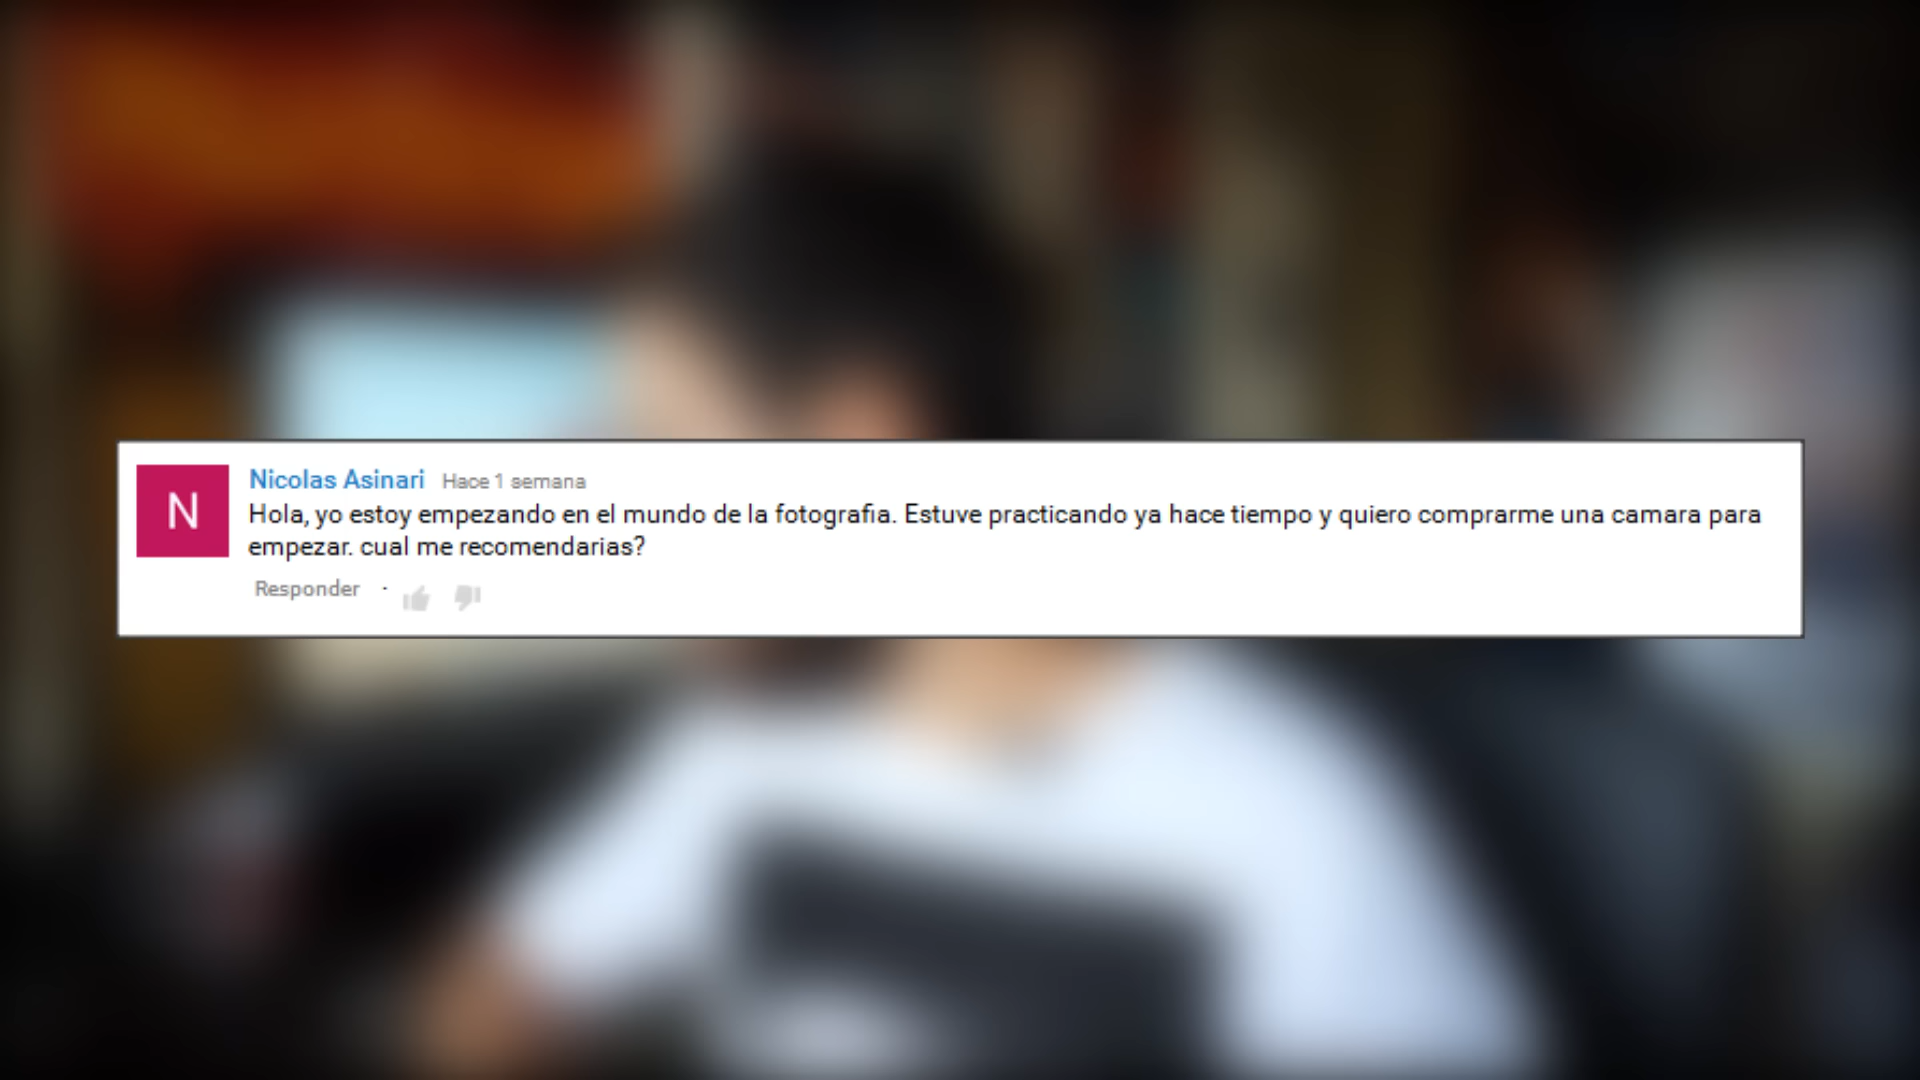 N
Nicolas Asinari Hace 1 semana
Hola, yo estoy empezando en el mundo de la fotografia. Estuve practicando ya hace tiempo y quiero comprarme una camara para
empezar. cual me recomendarias?
Responder ·